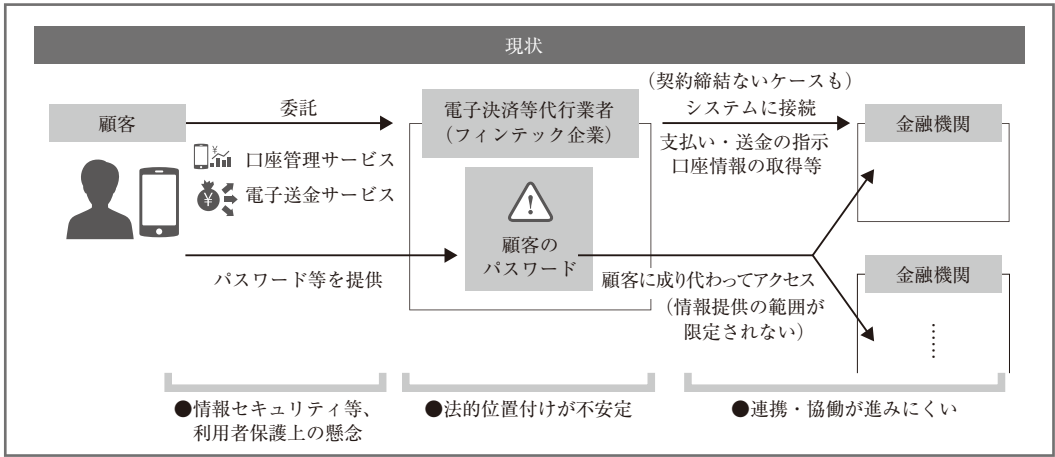 現状
顧客
委託
口座管理サービス
¥
電子送金サービス
パスワード等を提供
電子決済等代行業者
(フィンテック企業)
!
顧客の
パスワード
(契約締結ないケースも)
システムに接続
支払い・送金の指示
口座情報の取得等
顧客に成り代わってアクセス
(情報提供の範囲が
限定されない)
金融機関
金融機関
⋮
●情報セキュリティ等、
利用者保護上の懸念
●法的位置付けが不安定
●連携・協働が進みにくい